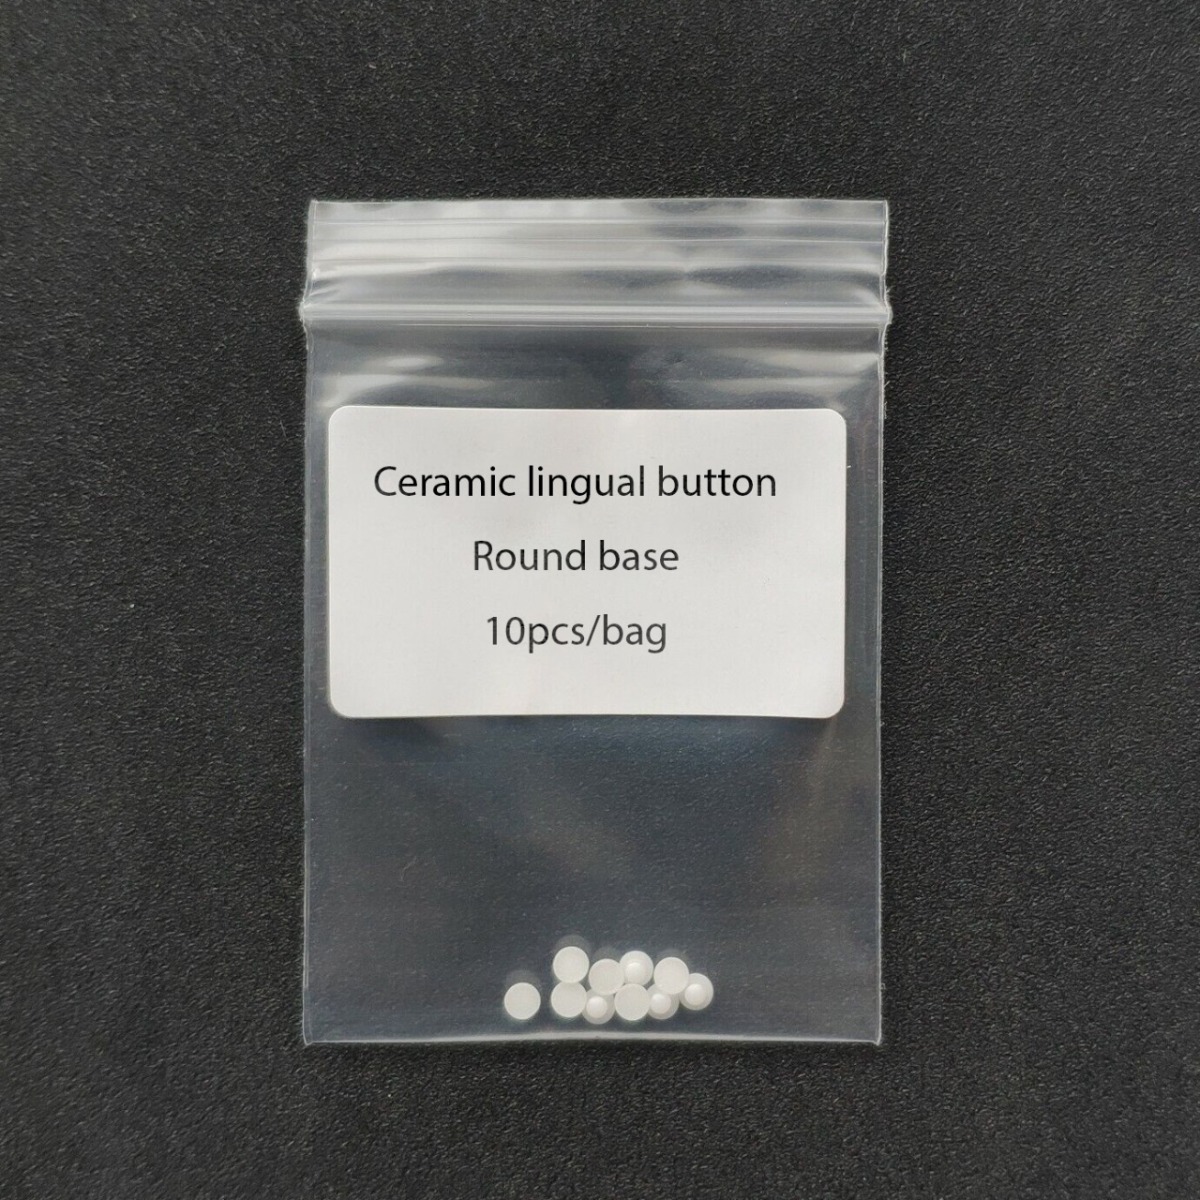 Ceramic lingual button
Round base
10pcs/bag